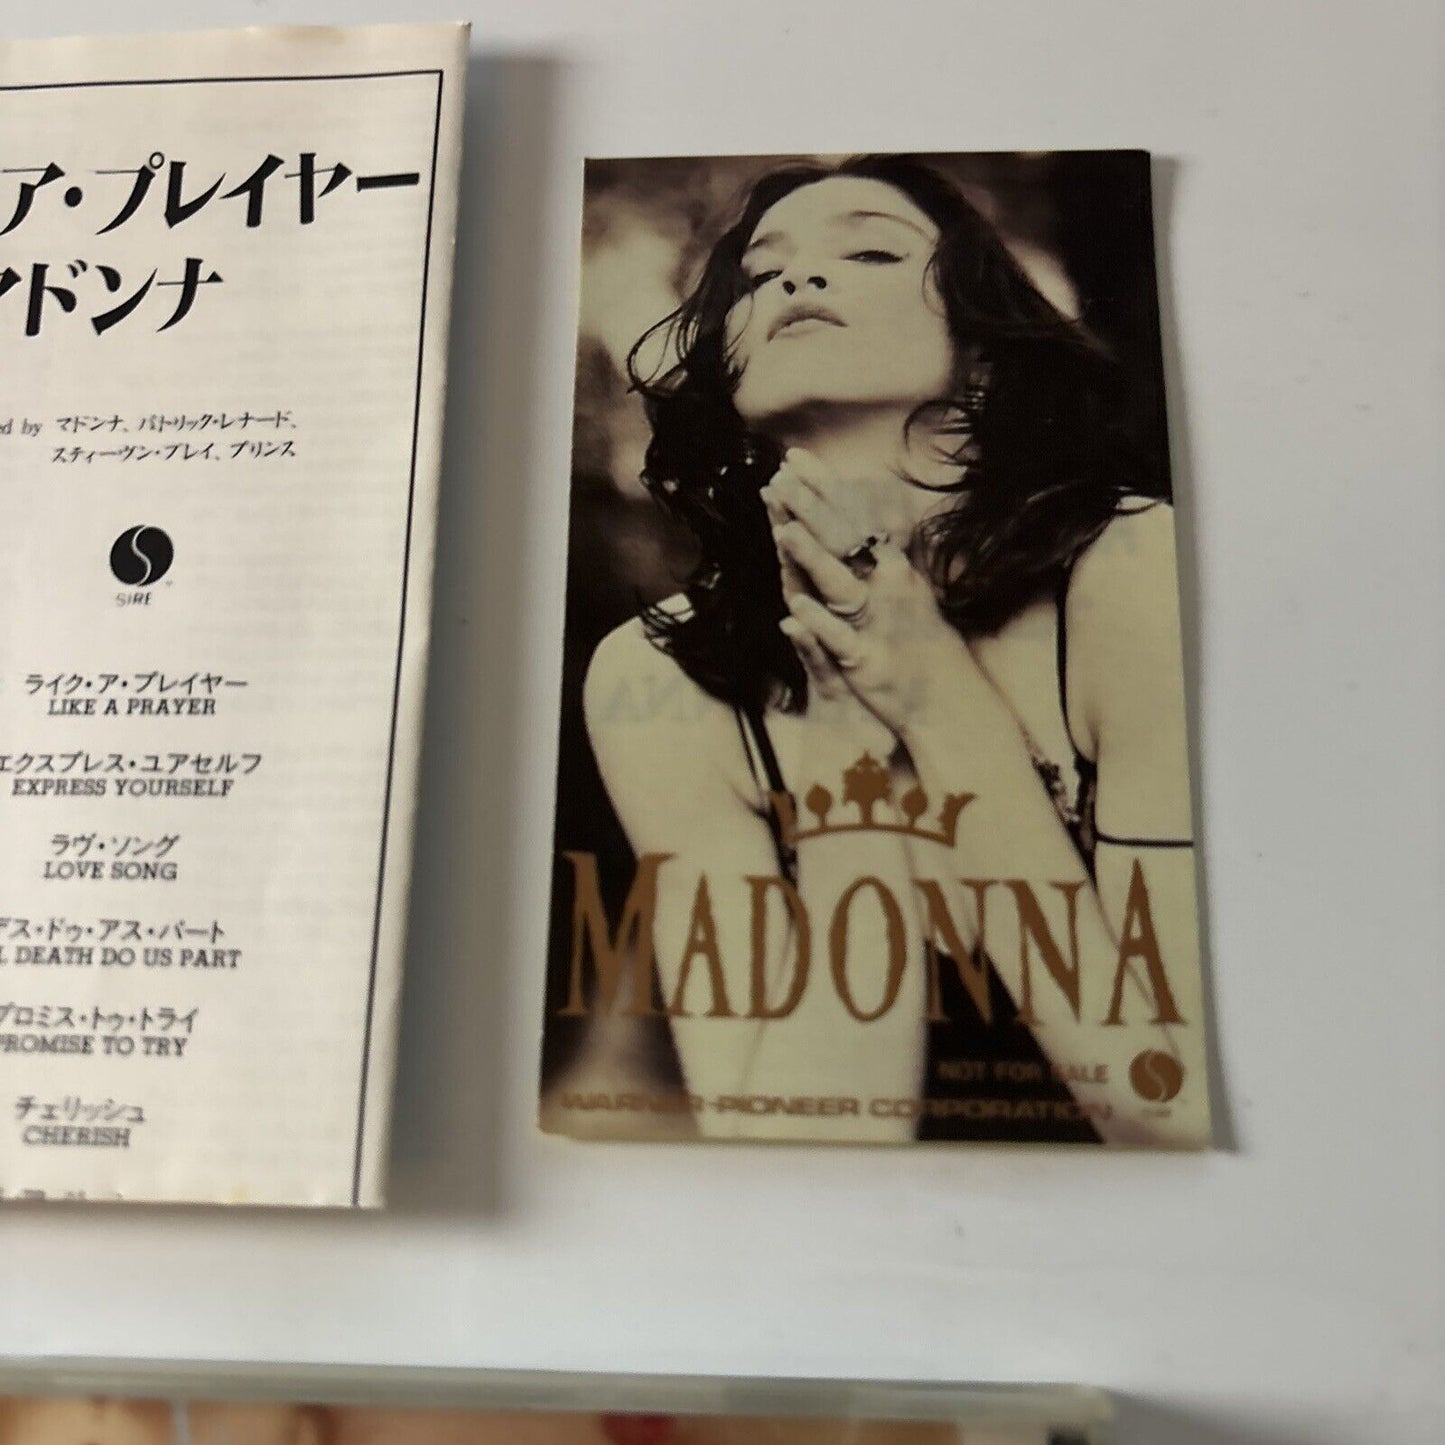 ア・プレイヤー
マドンナ
ed by マドンナ、パトリック・レナード、
スティーヴン・ブレイ、プリンス
SIRE
ライク・ア・プレイヤー
LIKE A PRAYER
エクスプレス・ユアセルフ
EXPRESS YOURSELF
ラヴ・ソング
LOVE SONG
デス・ドゥ・アス・パート
L DEATH DO US PART
プロミス・トゥ・トライ
PROMISE TO TRY
チェリッシュ
CHERISH
MADONNA
NOT FOR SALE
SIRE
WARNER-PIONEER CORPORATION